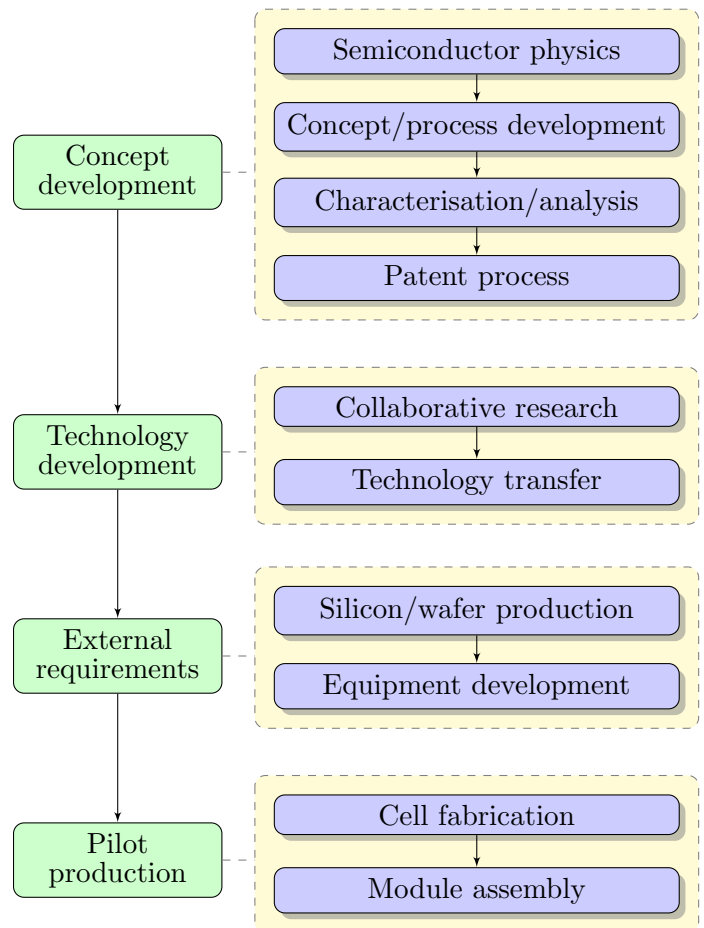 Concept
development
Semiconductor physics
Concept/process development
Characterisation/analysis
Patent process
Technology
development
Collaborative research
Technology transfer
External
requirements
Silicon/wafer production
Equipment development
Pilot
production
Cell fabrication
Module assembly